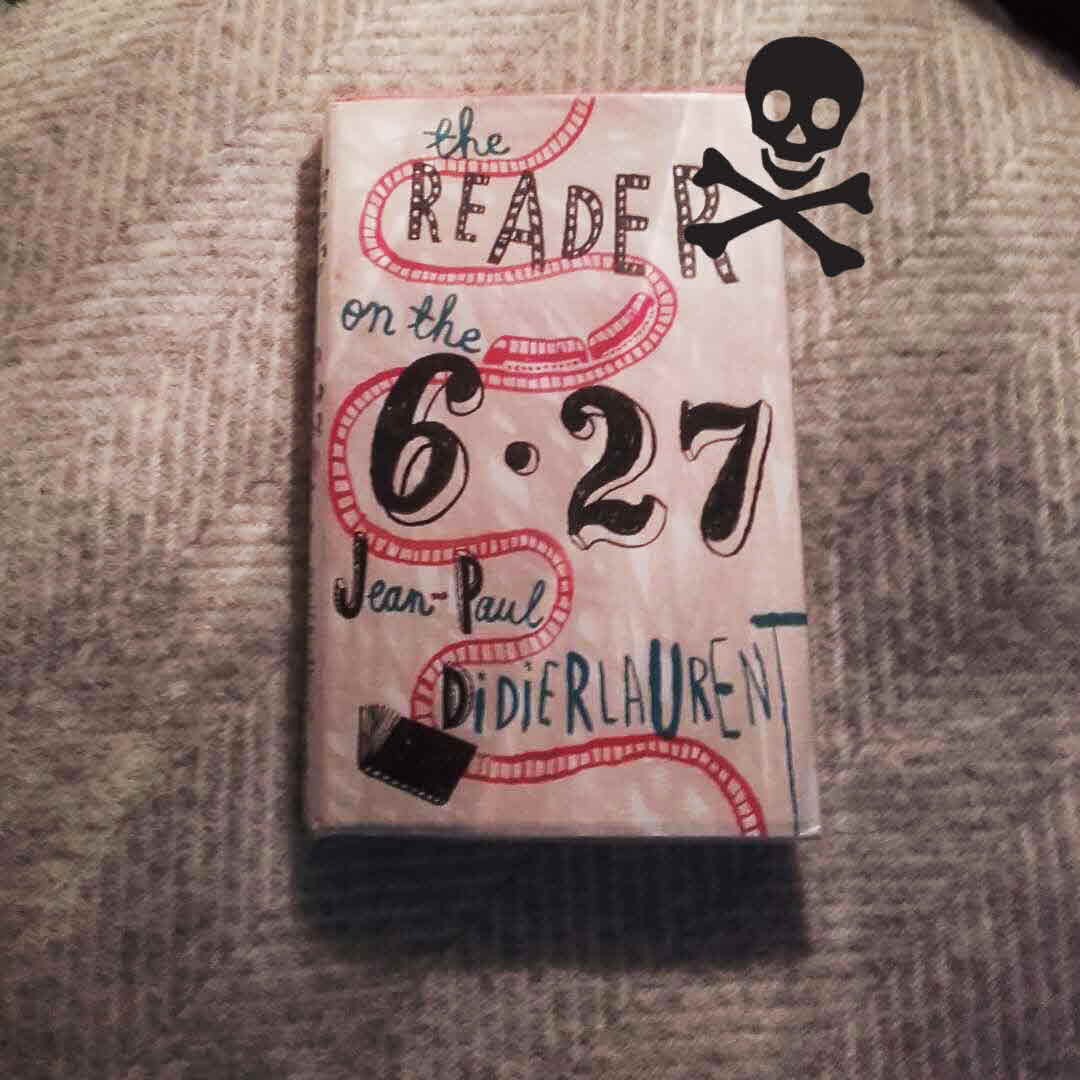 the
READER
on the
6.27
Jean-Paul
DiDiERLAURENT